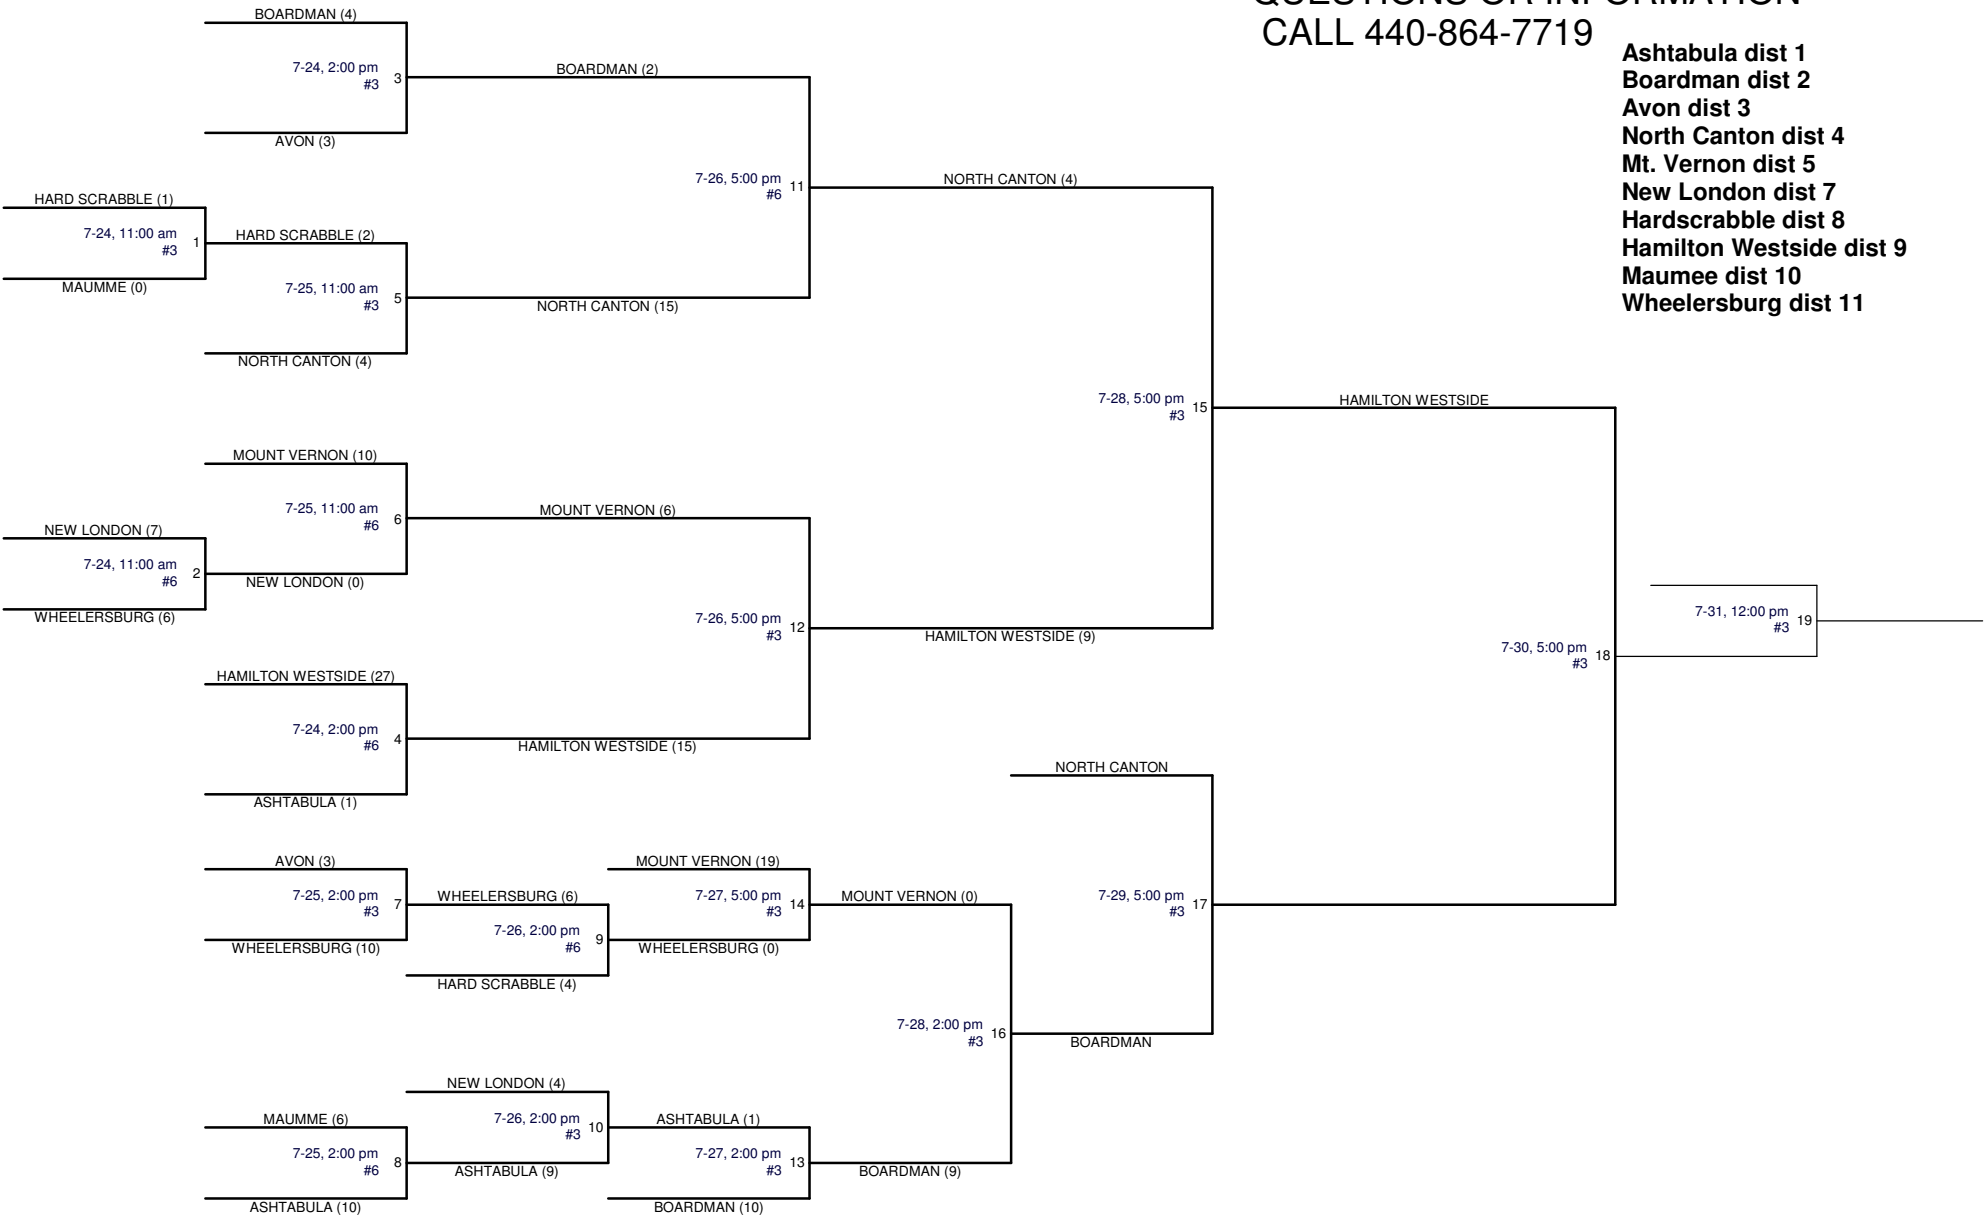 QUESTIONS OR INFORMATION
CALL 440-864-7719
Ashtabula dist 1
Boardman dist 2
Avon dist 3
North Canton dist 4
Mt. Vernon dist 5
New London dist 7
Hardscrabble dist 8
Hamilton Westside dist 9
Maumee dist 10
Wheelersburg dist 11
BOARDMAN (4)
7-24, 2:00 pm
#3
3
AVON (3)
BOARDMAN (2)
HARD SCRABBLE (1)
7-24, 11:00 am
#3
1
MAUMME (0)
HARD SCRABBLE (2)
7-25, 11:00 am
#3
5
NORTH CANTON (4)
NORTH CANTON (15)
7-26, 5:00 pm
#6
11
NORTH CANTON (4)
MOUNT VERNON (10)
7-25, 11:00 am
#6
6
NEW LONDON (7)
7-24, 11:00 am
#6
2
WHEELERSBURG (6)
NEW LONDON (0)
MOUNT VERNON (6)
7-26, 5:00 pm
#3
12
HAMILTON WESTSIDE (27)
7-24, 2:00 pm
#6
4
ASHTABULA (1)
HAMILTON WESTSIDE (15)
HAMILTON WESTSIDE (9)
7-28, 5:00 pm
#3
15
HAMILTON WESTSIDE
7-30, 5:00 pm
#3
18
7-31, 12:00 pm
#3
19
AVON (3)
7-25, 2:00 pm
#3
7
WHEELERSBURG (10)
WHEELERSBURG (6)
7-26, 2:00 pm
#6
9
HARD SCRABBLE (4)
MOUNT VERNON (19)
7-27, 5:00 pm
#3
14
WHEELERSBURG (0)
MOUNT VERNON (0)
7-28, 2:00 pm
#3
16
NORTH CANTON
7-29, 5:00 pm
#3
17
BOARDMAN
NEW LONDON (4)
7-26, 2:00 pm
#3
10
MAUMME (6)
7-25, 2:00 pm
#6
8
ASHTABULA (10)
ASHTABULA (9)
ASHTABULA (1)
7-27, 2:00 pm
#3
13
BOARDMAN (10)
BOARDMAN (9)